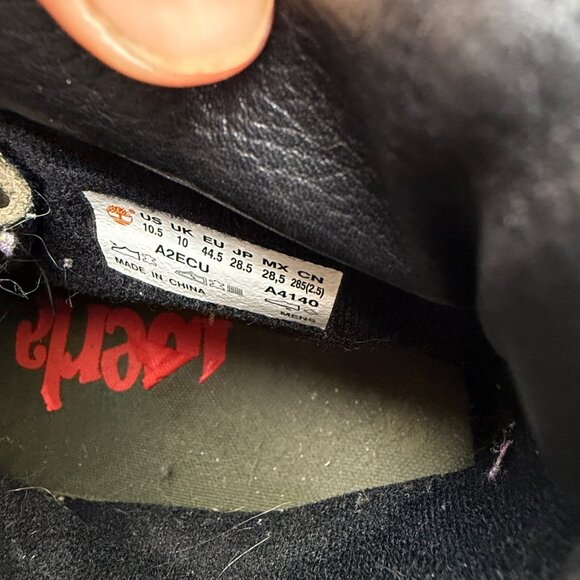 US UK EU JP MX CN
10.5 10 44.5 28.5 28,5 285(2.5)
A2ECU
MADE IN CHINA
A4140
MENS